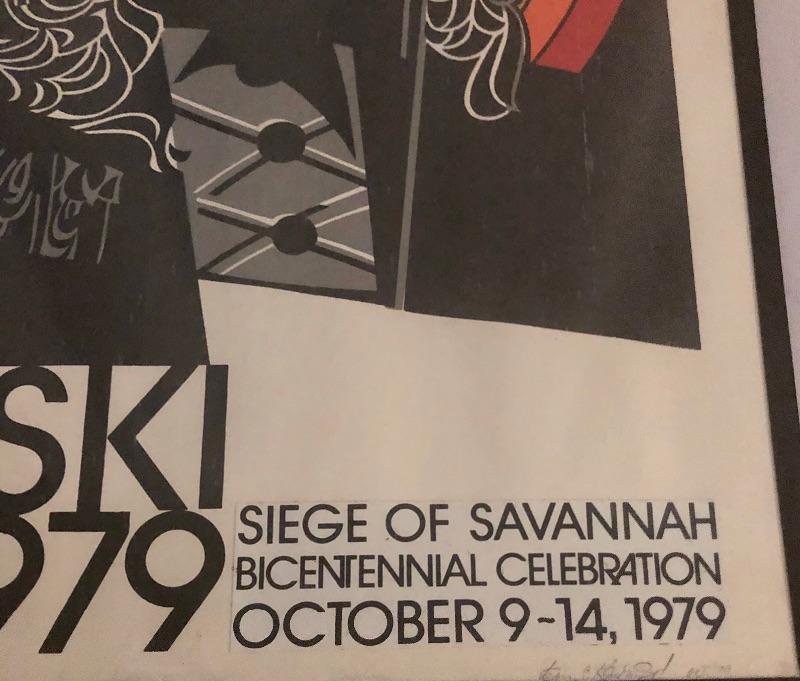 SKI
979
SIEGE OF SAVANNAH
BICENTENNIAL CELEBRATION
OCTOBER 9-14, 1979